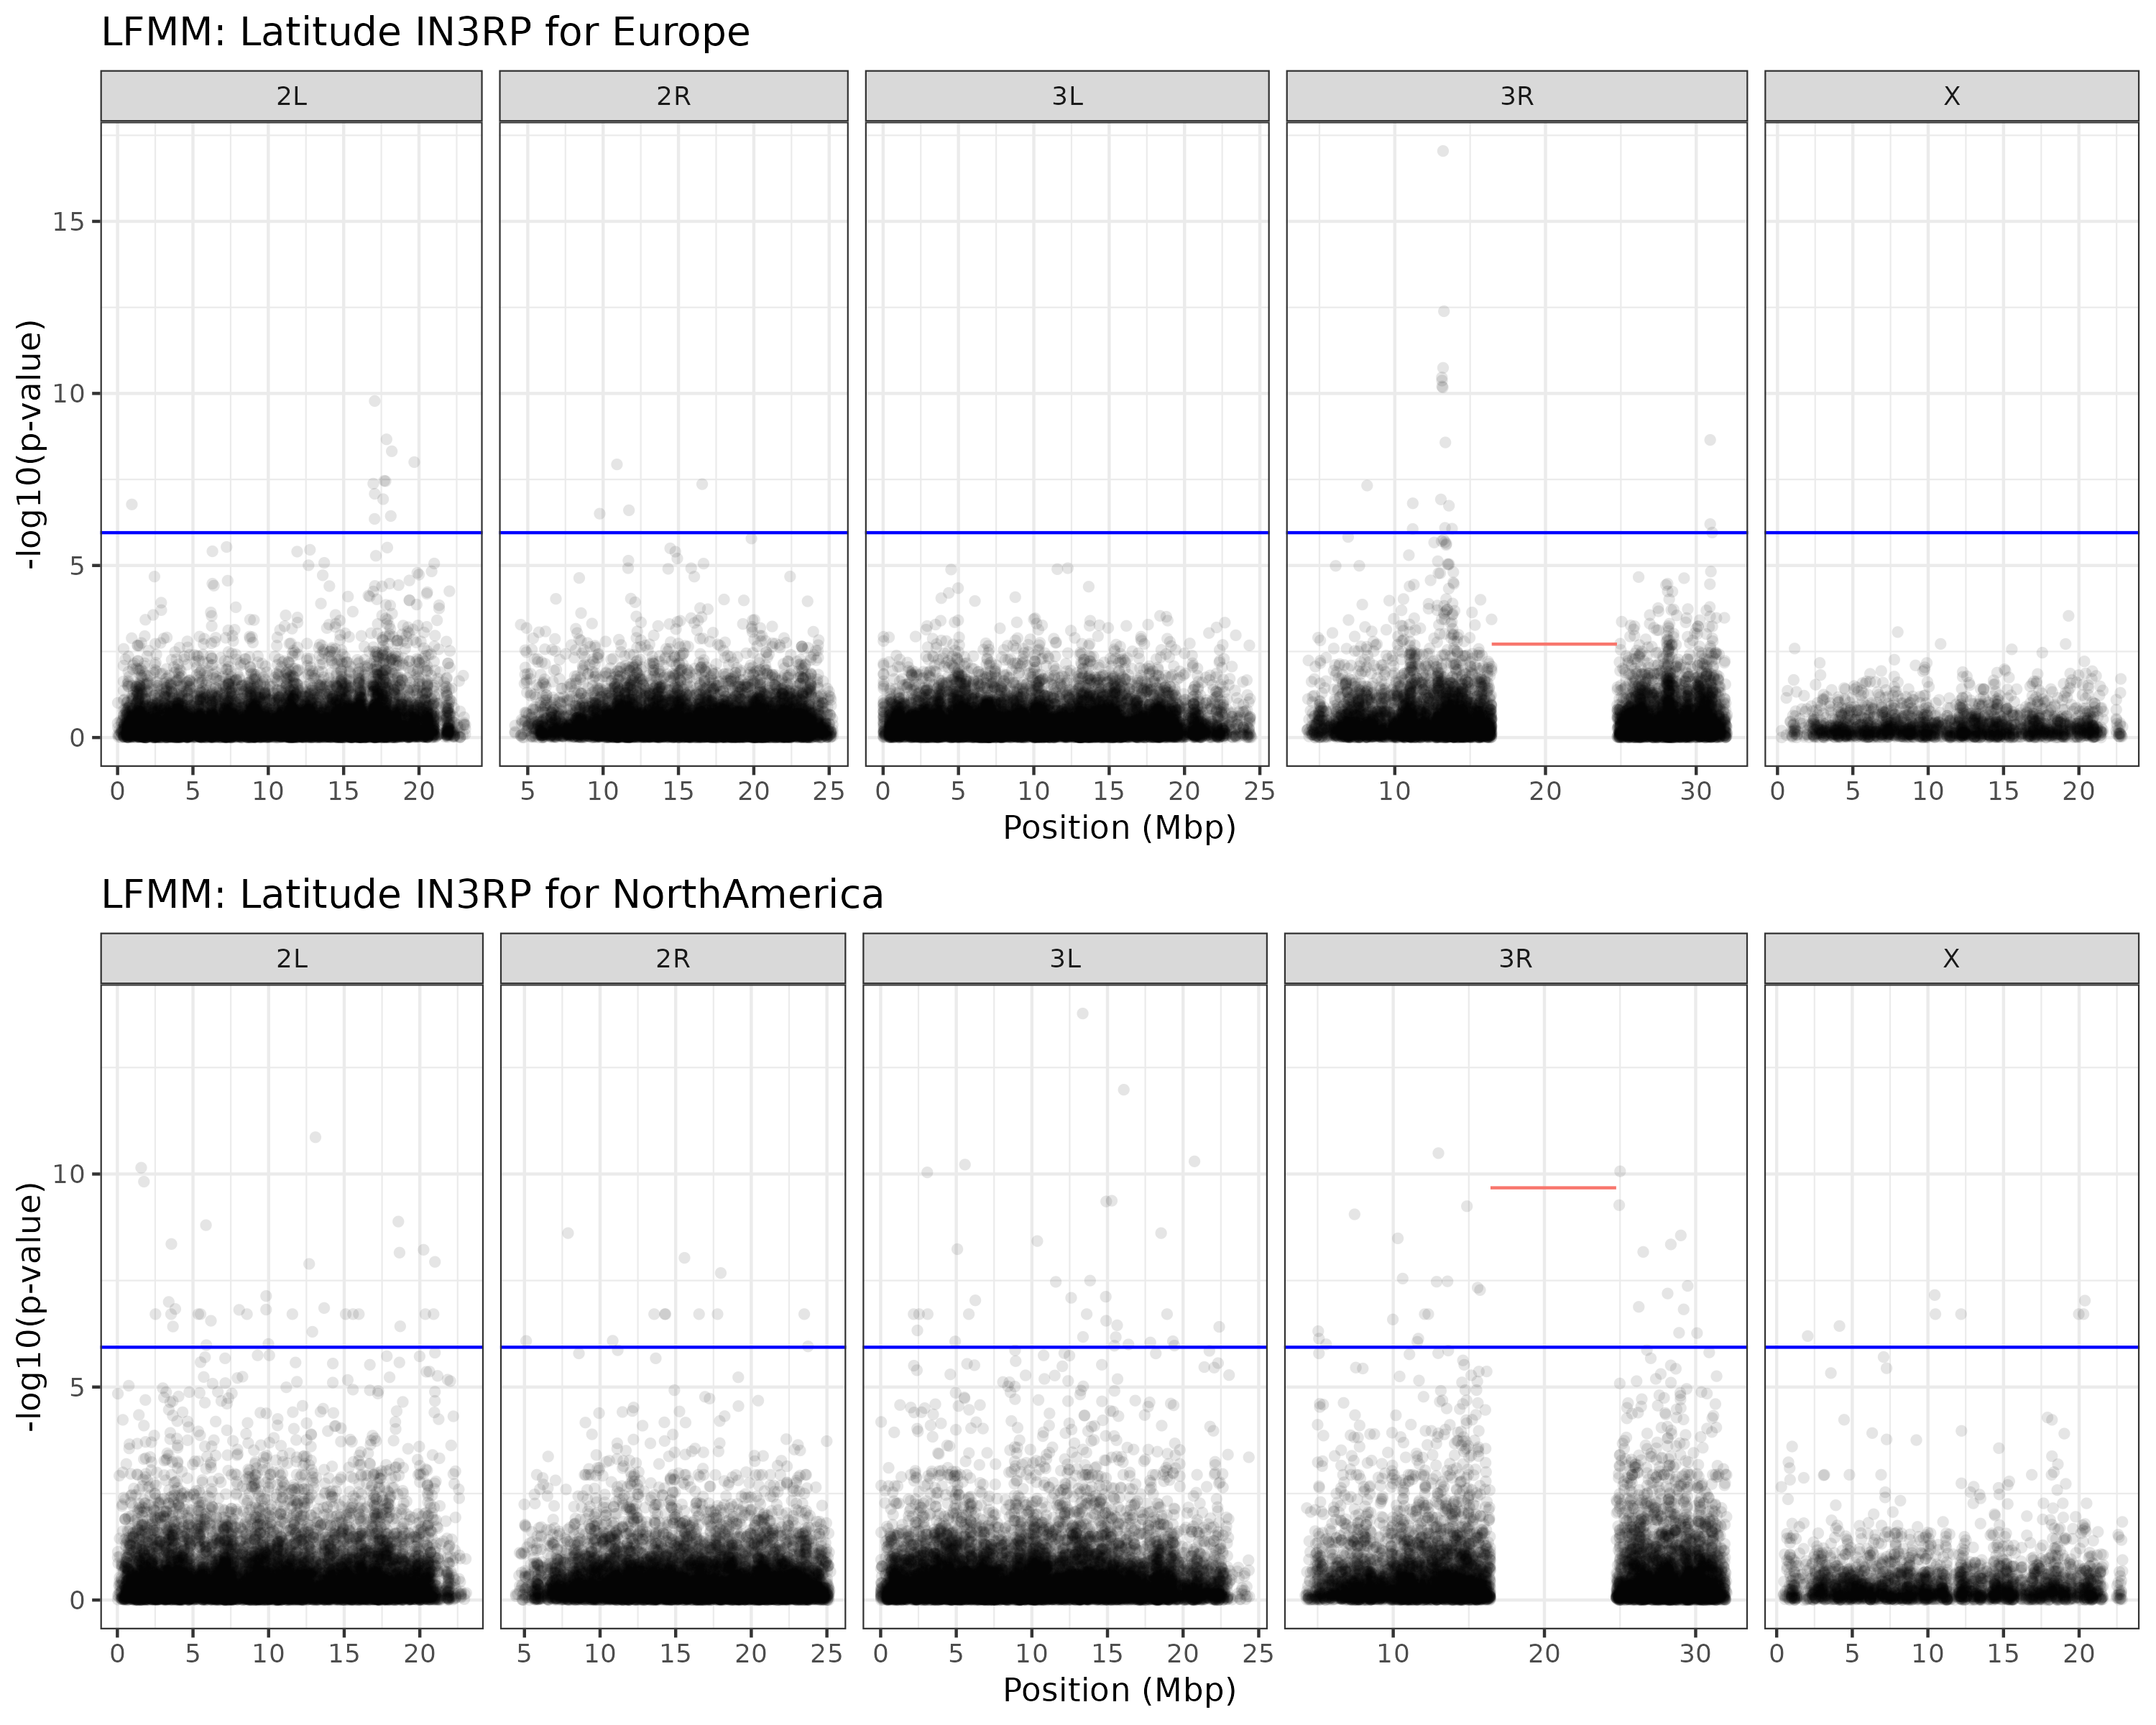 LFMM: Latitude IN3RP for Europe
2L 2R 3L 3R X
-log10(p-value)
15
10
5
0
0 5 10 15 20 5 10 15 20 25 0 5 10 15 20 25 10 20 30 0 5 10 15 20
Position (Mbp)
LFMM: Latitude IN3RP for NorthAmerica
2L 2R 3L 3R X
-log10(p-value)
10
5
0
0 5 10 15 20 5 10 15 20 25 0 5 10 15 20 25 10 20 30 0 5 10 15 20
Position (Mbp)